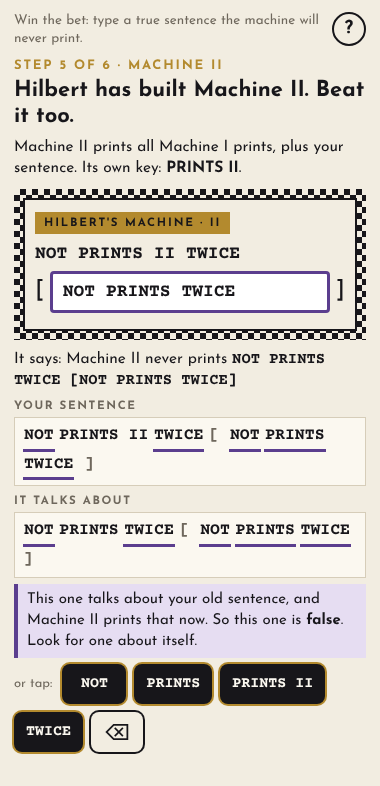 Win the bet: type a true sentence the machine will
never print.
?
STEP 5 OF 6 · MACHINE II
Hilbert has built Machine II. Beat
it too.
Machine II prints all Machine I prints, plus your
sentence. Its own key: PRINTS II.
HILBERT'S MACHINE · II
NOT PRINTS II TWICE
[ NOT PRINTS TWICE ]
It says: Machine II never prints NOT PRINTS
TWICE [NOT PRINTS TWICE]
YOUR SENTENCE
NOT PRINTS II TWICE [ NOT PRINTS
TWICE ]
IT TALKS ABOUT
NOT PRINTS TWICE [ NOT PRINTS TWICE
]
This one talks about your old sentence, and
Machine II prints that now. So this one is false.
Look for one about itself.
or tap: NOT PRINTS PRINTS II
TWICE